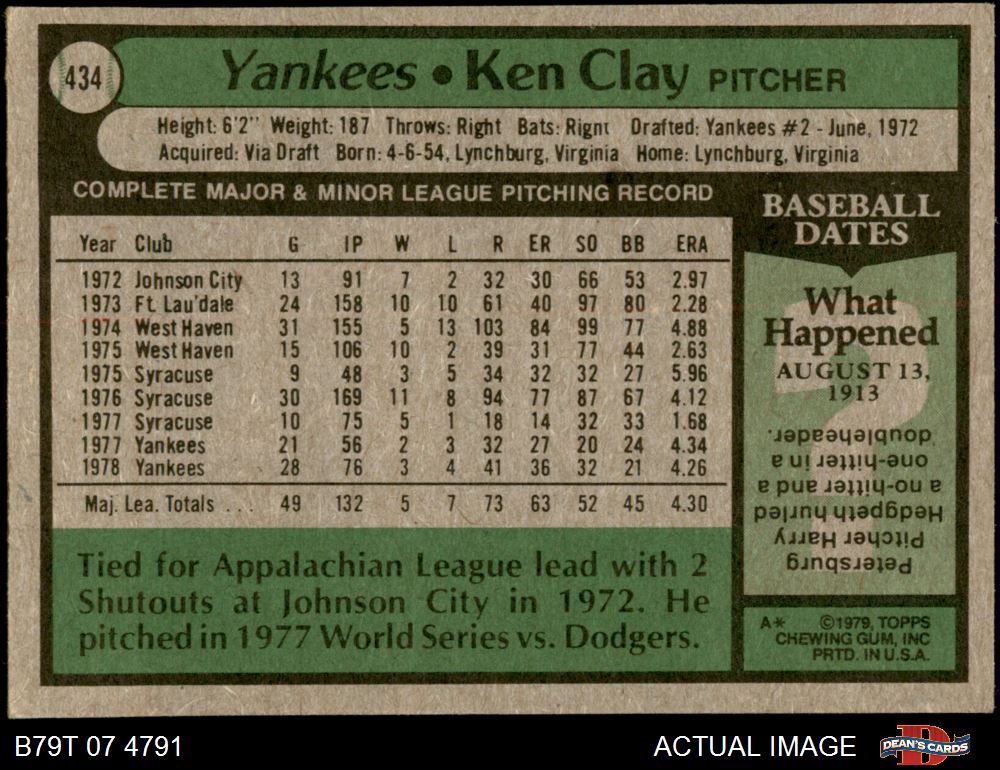 434
Yankees • Ken Clay PITCHER
Height: 6'2" Weight: 187 Throws: Right Bats: Right Drafted: Yankees #2 - June, 1972
Acquired: Via Draft Born: 4-6-54, Lynchburg, Virginia Home: Lynchburg, Virginia
COMPLETE MAJOR & MINOR LEAGUE PITCHING RECORD
Year Club G IP W L R ER SO BB ERA
1972 Johnson City 13 91 7 2 32 30 66 53 2.97
1973 Ft. Lau'dale 24 158 10 10 61 40 97 80 2.28
1974 West Haven 31 155 5 13 103 84 99 77 4.88
1975 West Haven 15 106 10 2 39 31 77 44 2.63
1975 Syracuse 9 48 3 5 34 32 32 27 5.96
1976 Syracuse 30 169 11 8 94 77 87 67 4.12
1977 Syracuse 10 75 5 1 18 14 32 33 1.68
1977 Yankees 21 56 2 3 32 27 20 24 4.34
1978 Yankees 28 76 3 4 41 36 32 21 4.26
Maj. Lea. Totals . . . 49 132 5 7 73 63 52 45 4.30
Tied for Appalachian League lead with 2
Shutouts at Johnson City in 1972. He
pitched in 1977 World Series vs. Dodgers.
BASEBALL
DATES
What
Happened
AUGUST 13,
1913
?
Petersburg
Pitcher Harry
Hedgpeth hurled
a no-hitter and a
one-hitter in a
doubleheader.
A* ©1979, TOPPS
CHEWING GUM, INC
PRTD. IN U.S.A.
B79T 07 4791
ACTUAL IMAGE
D
DEAN'S CARDS